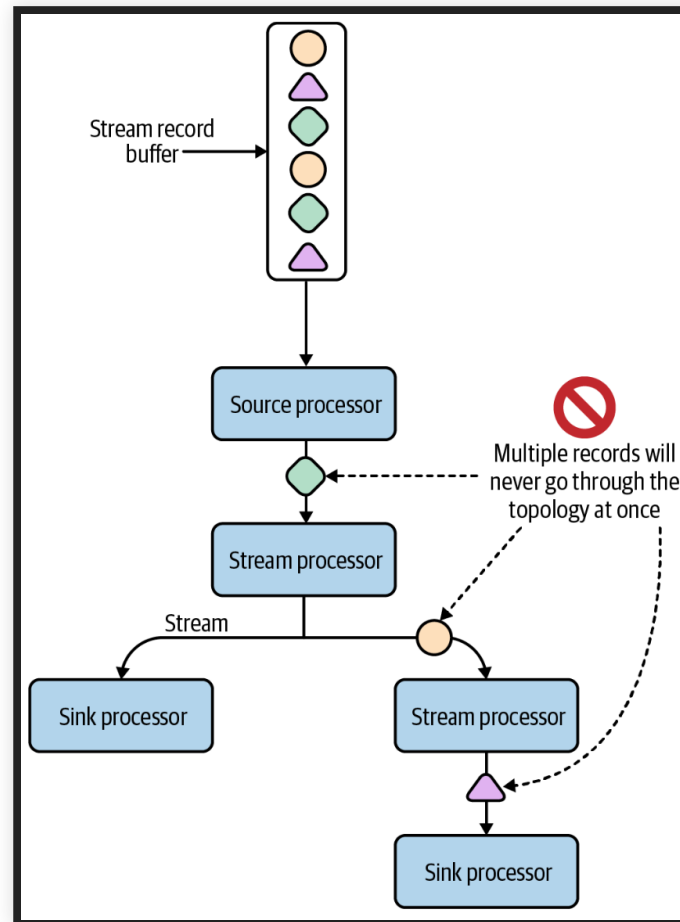 Stream record
buffer
Source processor
Multiple records will
never go through the
topology at once
Stream processor
Stream
Sink processor
Stream processor
Sink processor